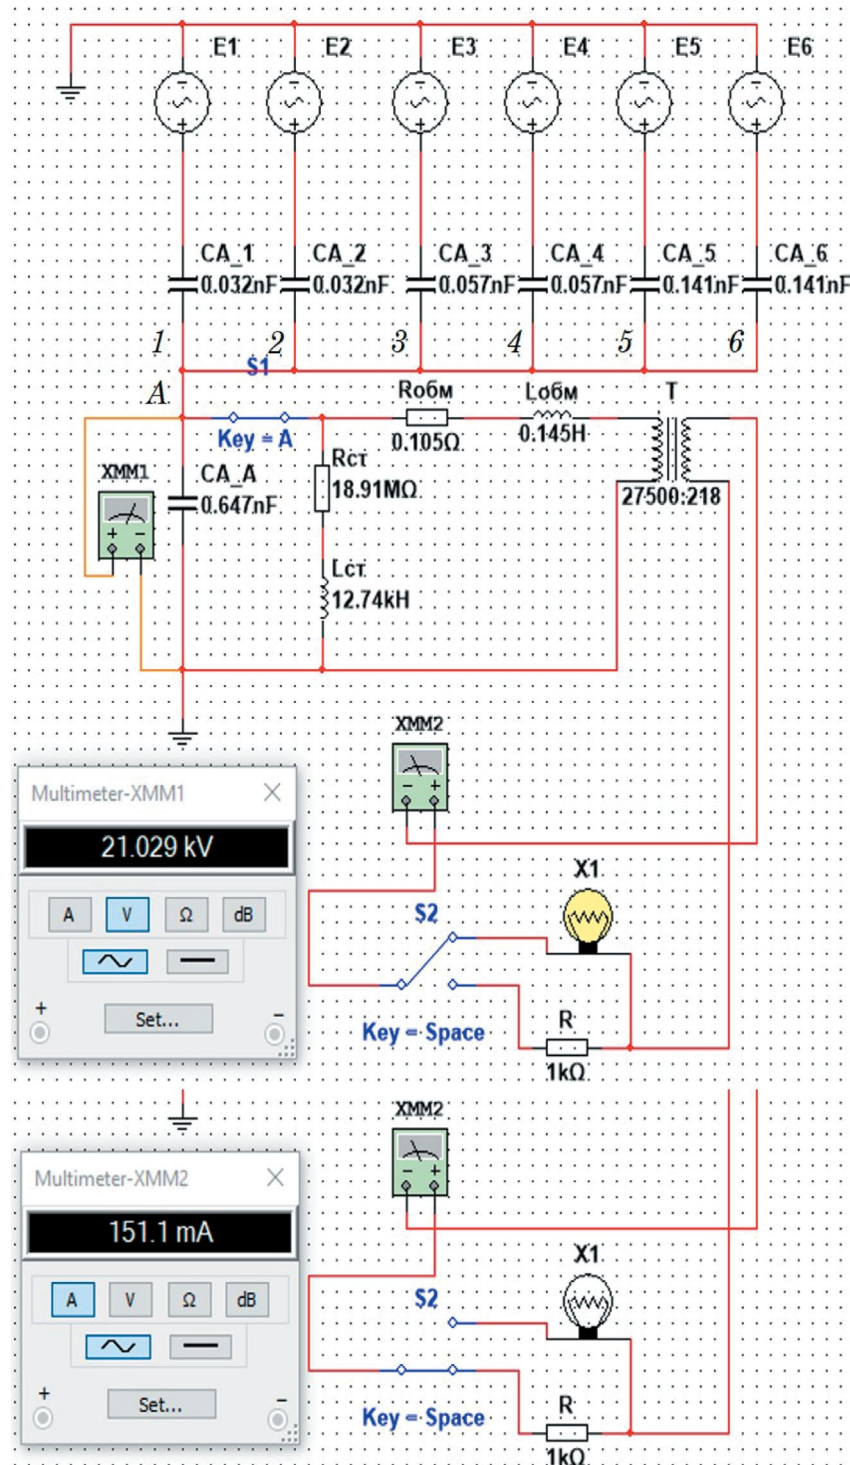 E1 E2 E3 E4 E5 E6
CA_1 CA_2 CA_3 CA_4 CA_5 CA_6
0.032nF 0.032nF 0.057nF 0.057nF 0.141nF 0.141nF
1 2 3 4 5 6
S1
A
Key = A
Rобм Lобм T
0.105Ω 0.145H
27500:218
XMM1
CA_A
0.647nF
Rст
18.91MΩ
Lст
12.74kH
XMM2
Multimeter-XMM1
21.029 kV
A V Ω dB
+ Set... -
X1
S2
Key = Space
R
1kΩ
XMM2
Multimeter-XMM2
151.1 mA
A V Ω dB
+ Set... -
X1
S2
Key = Space
R
1kΩ